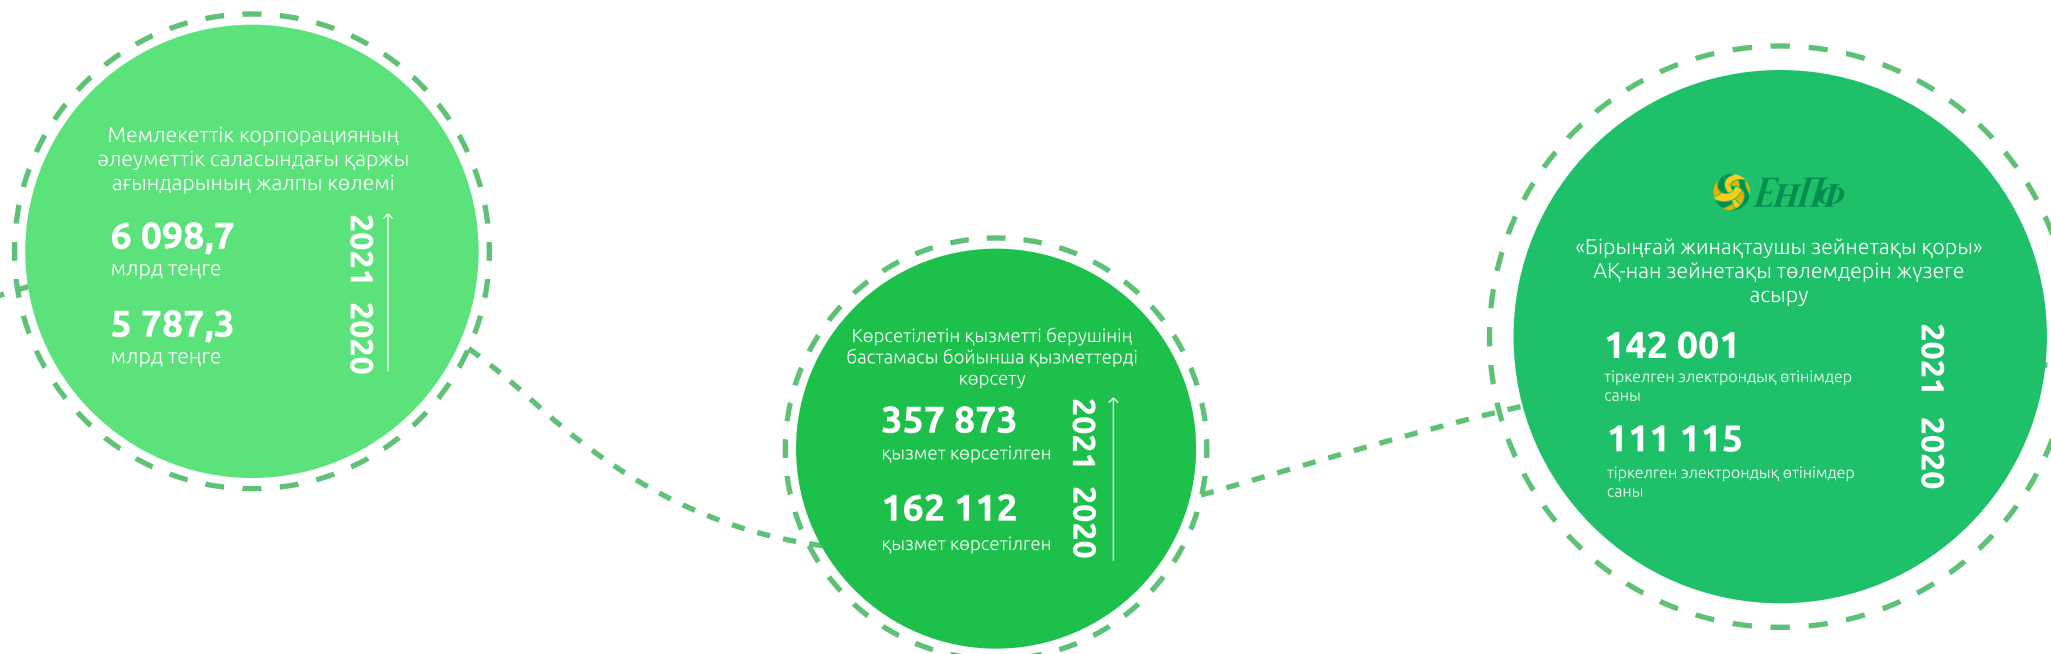 Мемлекеттік корпорацияның
әлеуметтік саласындағы қаржы
ағындарының жалпы көлемі
6 098,7
млрд теңге
2021
5 787,3
млрд теңге
2020
Көрсетілетін қызметті берушінің
бастамасы бойынша қызметтерді
көрсету
357 873
қызмет көрсетілген
2021
162 112
қызмет көрсетілген
2020
ЕНПФ
«Бірыңғай жинақтаушы зейнетақы қоры»
АҚ-нан зейнетақы төлемдерін жүзеге
асыру
142 001
тіркелген электрондық өтінімдер
саны
2021
111 115
тіркелген электрондық өтінімдер
саны
2020